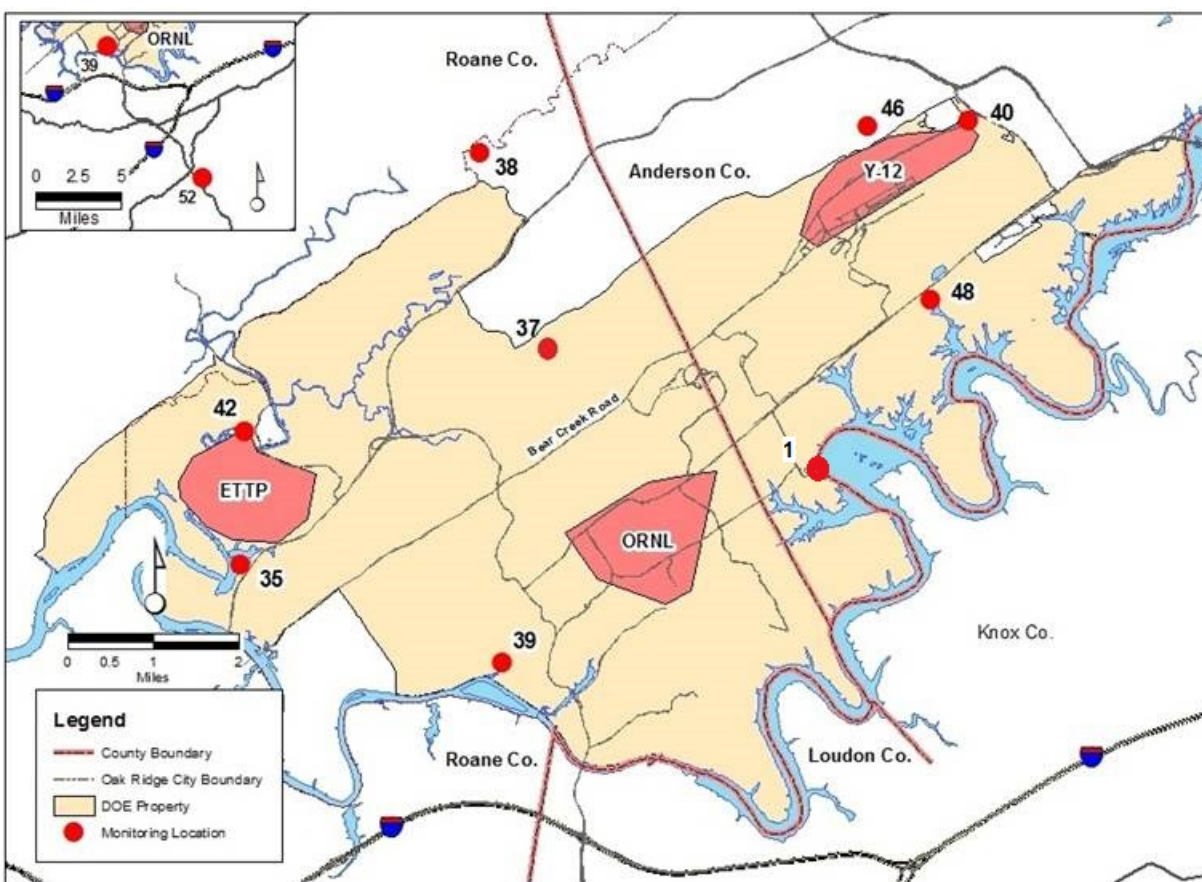 ORNL
39
0 2.5 5
Miles
52
Roane Co.
38
Anderson Co.
46
40
Y-12
48
37
42
Bear Creek Road
1
ETTP
ORNL
35
39
Knox Co.
0 0.5 1 2
Miles
Roane Co.
Loudon Co.
Legend
County Boundary
Oak Ridge City Boundary
DOE Property
Monitoring Location